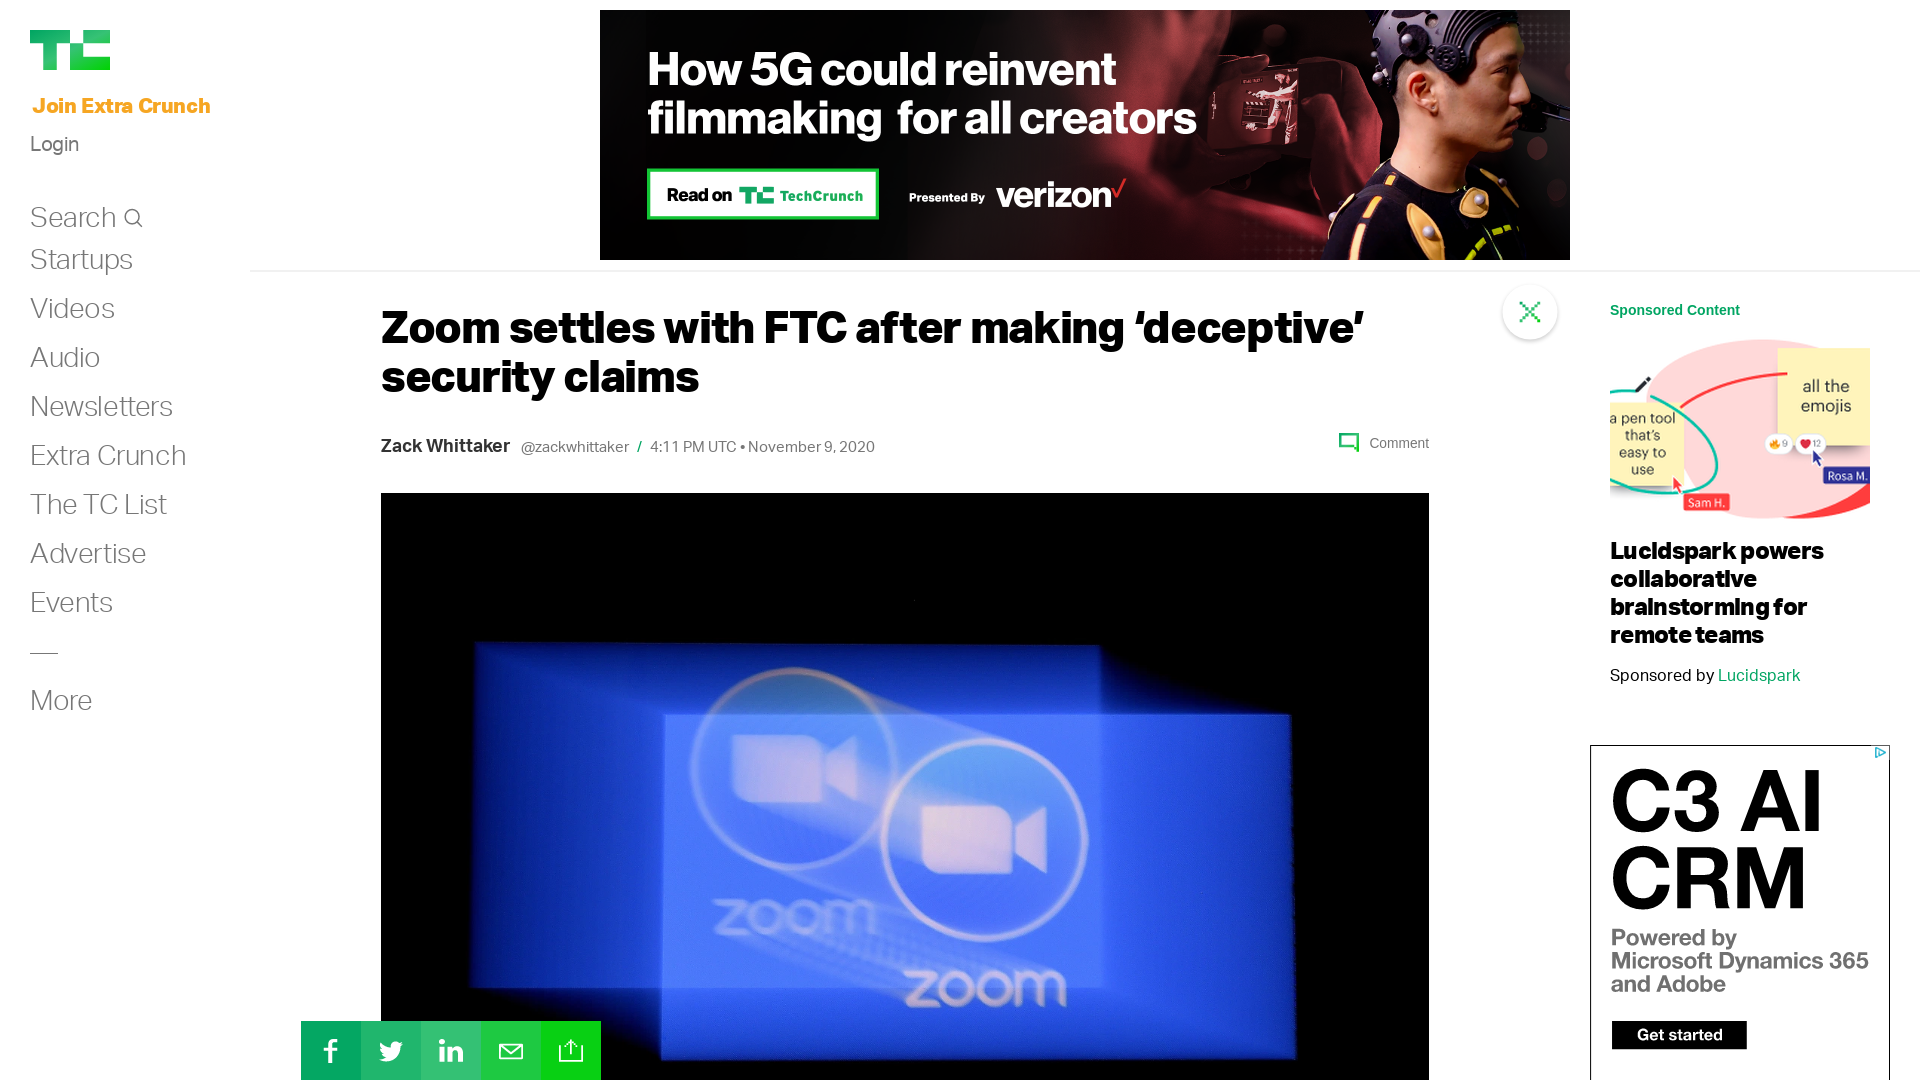 Join Extra Crunch
Login
Search
Startups
Videos
Audio
Newsletters
Extra Crunch
The TC List
Advertise
Events
—
More
How 5G could reinvent
filmmaking for all creators
Read on TC TechCrunch
Presented By verizon
Zoom settles with FTC after making ‘deceptive’
security claims
Zack Whittaker @zackwhittaker / 4:11 PM UTC • November 9, 2020
Comment
zoom
zoom
Sponsored Content
all the
emojis
a pen tool
that's
easy to
use
9
12
Rosa M.
Sam H.
Lucidspark powers
collaborative
brainstorming for
remote teams
Sponsored by Lucidspark
C3 AI
CRM
Powered by
Microsoft Dynamics 365
and Adobe
Get started